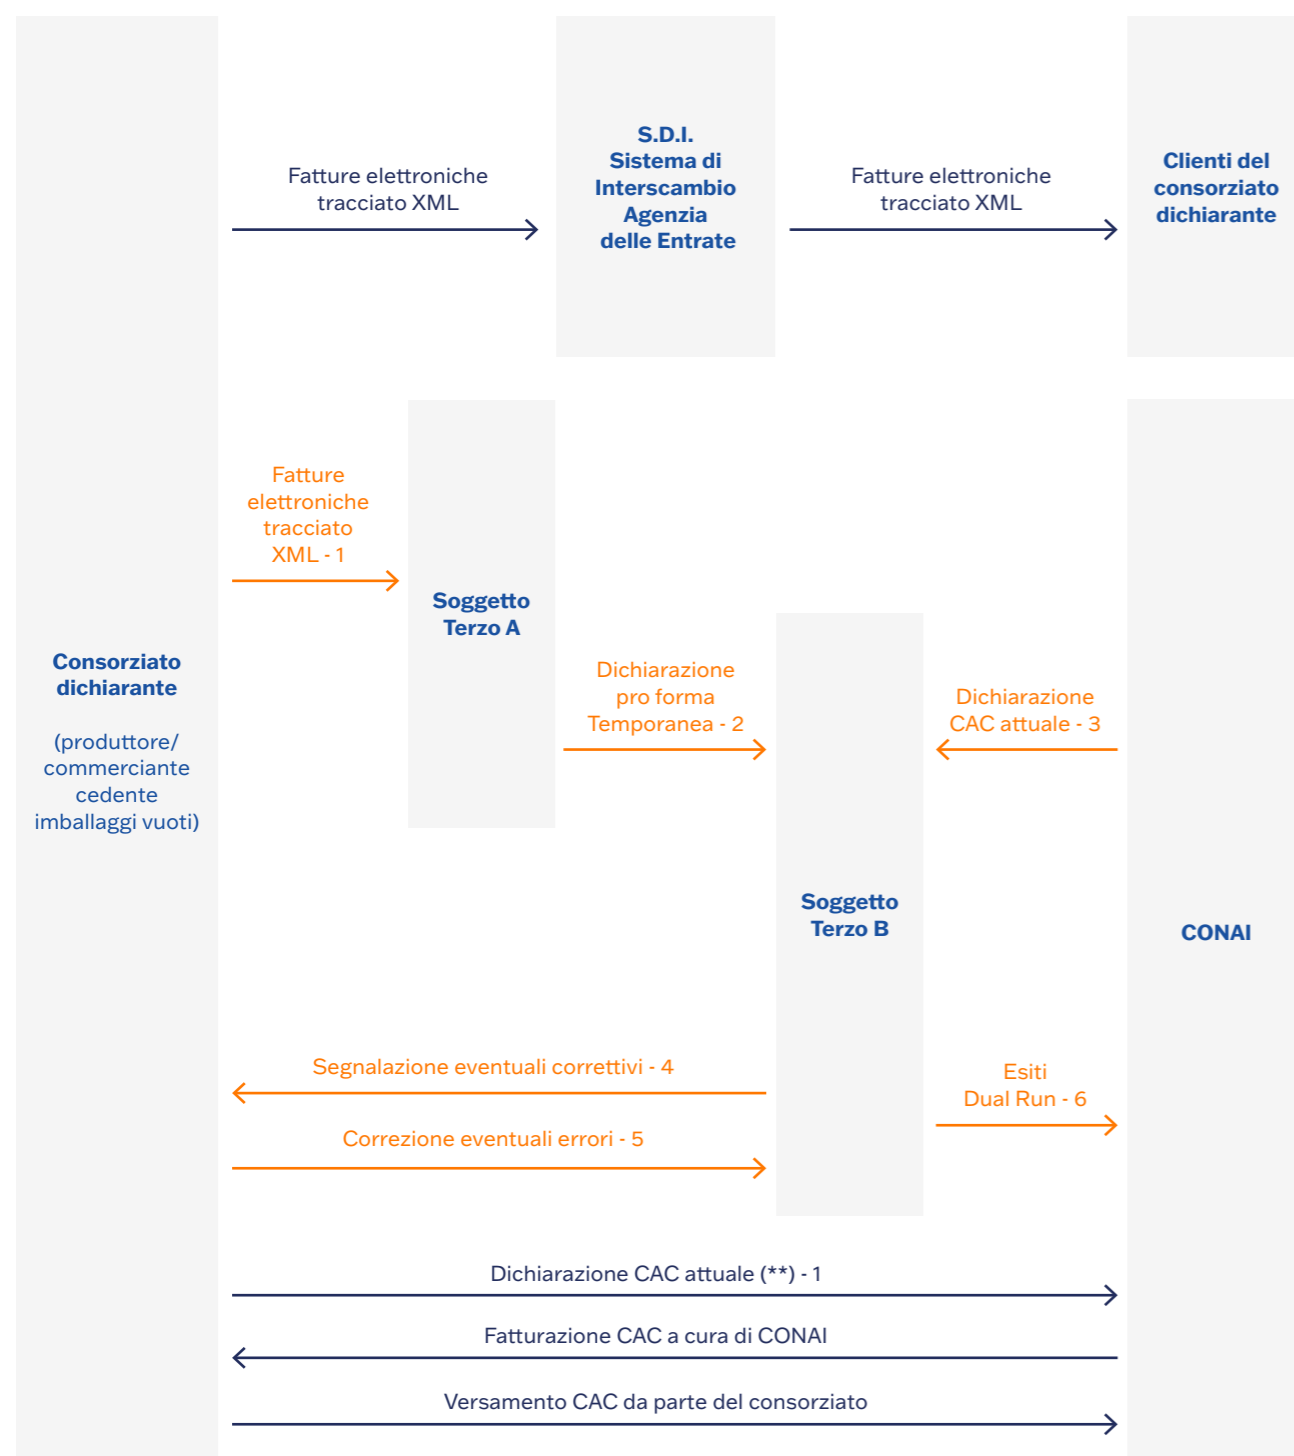 Fatture elettroniche
tracciato XML
S.D.I.
Sistema di
Interscambio
Agenzia
delle Entrate
Fatture elettroniche
tracciato XML
Clienti del
consorziato
dichiarante
Fatture
elettroniche
tracciato
XML - 1
Soggetto
Terzo A
Consorziato
dichiarante
(produttore/
commerciante
cedente
imballaggi vuoti)
Dichiarazione
pro forma
Temporanea - 2
Dichiarazione
CAC attuale - 3
Soggetto
Terzo B
CONAI
Segnalazione eventuali correttivi - 4
Esiti
Dual Run - 6
Correzione eventuali errori - 5
Dichiarazione CAC attuale (**) - 1
Fatturazione CAC a cura di CONAI
Versamento CAC da parte del consorziato